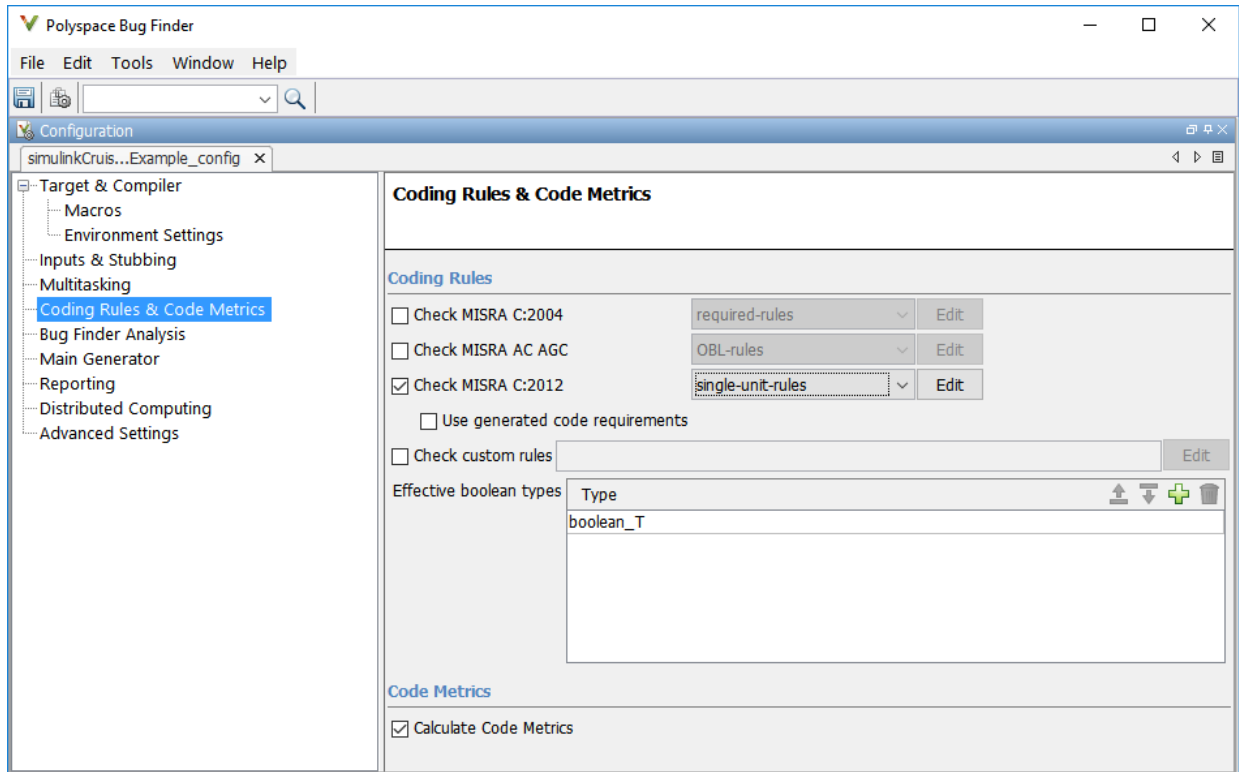 Polyspace Bug Finder
File Edit Tools Window Help
Configuration
simulinkCruis...Example_config
Target & Compiler
Macros
Environment Settings
Inputs & Stubbing
Multitasking
Coding Rules & Code Metrics
Bug Finder Analysis
Main Generator
Reporting
Distributed Computing
Advanced Settings
Coding Rules & Code Metrics
Coding Rules
Check MISRA C:2004 required-rules Edit
Check MISRA AC AGC OBL-rules Edit
Check MISRA C:2012 single-unit-rules Edit
Use generated code requirements
Check custom rules Edit
Effective boolean types Type
boolean_T
Code Metrics
Calculate Code Metrics